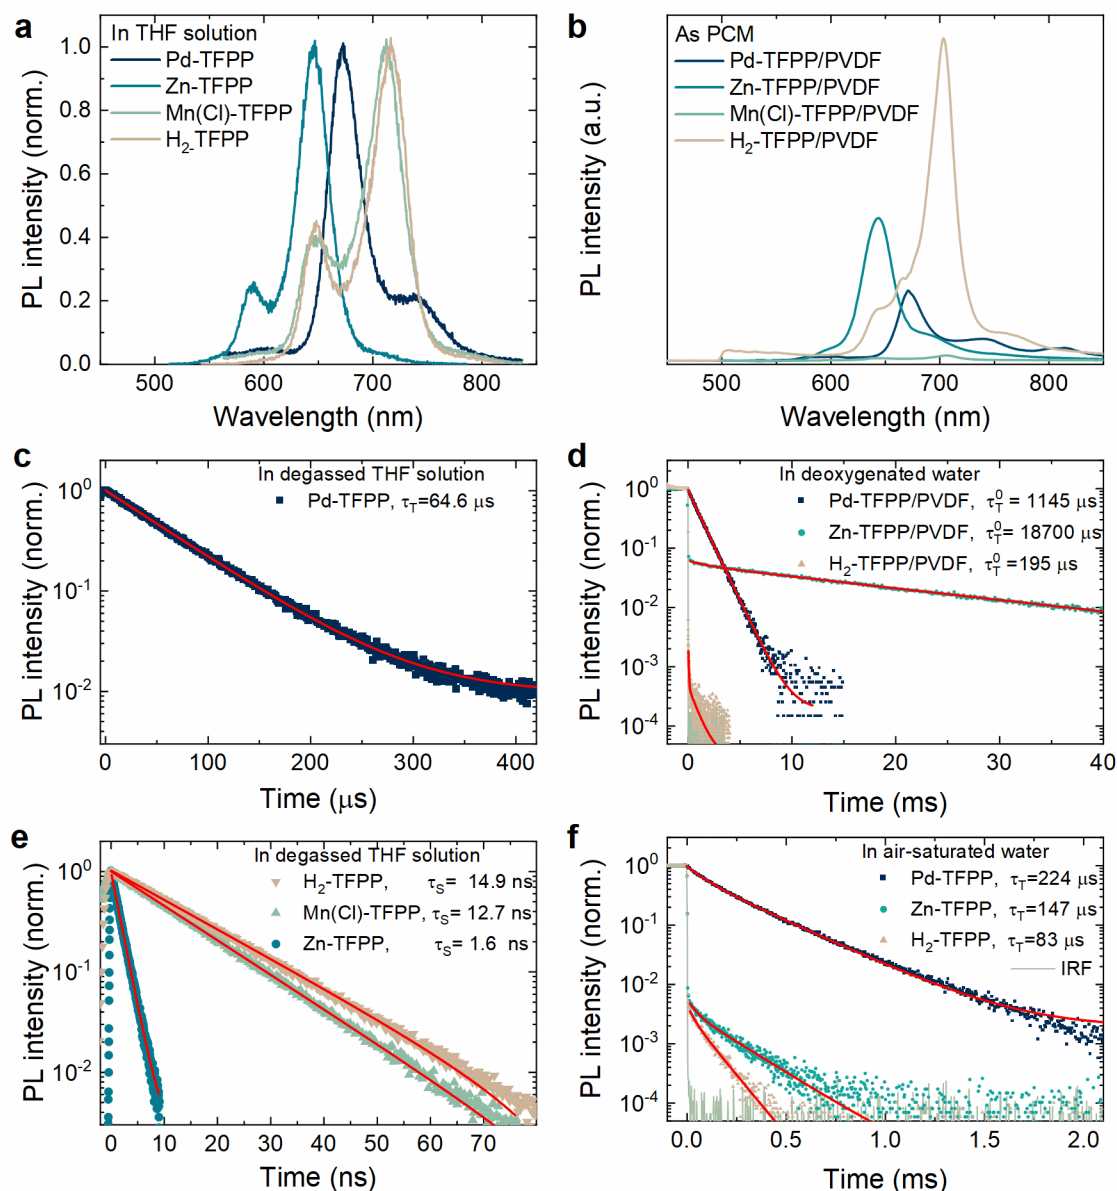 a
In THF solution
Pd-TFPP
Zn-TFPP
Mn(Cl)-TFPP
H2-TFPP
PL intensity (norm.)
1.0
0.8
0.6
0.4
0.2
0.0
500 600 700 800
Wavelength (nm)
b
As PCM
Pd-TFPP/PVDF
Zn-TFPP/PVDF
Mn(Cl)-TFPP/PVDF
H2-TFPP/PVDF
PL intensity (a.u.)
500 600 700 800
Wavelength (nm)
c
In degassed THF solution
Pd-TFPP, τT=64.6 μs
PL intensity (norm.)
10^0
10^-1
10^-2
0 100 200 300 400
Time (μs)
d
In deoxygenated water
Pd-TFPP/PVDF, τT^0 = 1145 μs
Zn-TFPP/PVDF, τT^0 = 18700 μs
H2-TFPP/PVDF, τT^0 =195 μs
PL intensity (norm.)
10^0
10^-1
10^-2
10^-3
10^-4
0 10 20 30 40
Time (ms)
e
In degassed THF solution
H2-TFPP, τS= 14.9 ns
Mn(Cl)-TFPP, τS= 12.7 ns
Zn-TFPP, τS= 1.6 ns
PL intensity (norm.)
10^0
10^-1
10^-2
0 10 20 30 40 50 60 70
Time (ns)
f
In air-saturated water
Pd-TFPP, τT=224 μs
Zn-TFPP, τT=147 μs
H2-TFPP, τT=83 μs
IRF
PL intensity (norm.)
10^0
10^-1
10^-2
10^-3
10^-4
0.0 0.5 1.0 1.5 2.0
Time (ms)